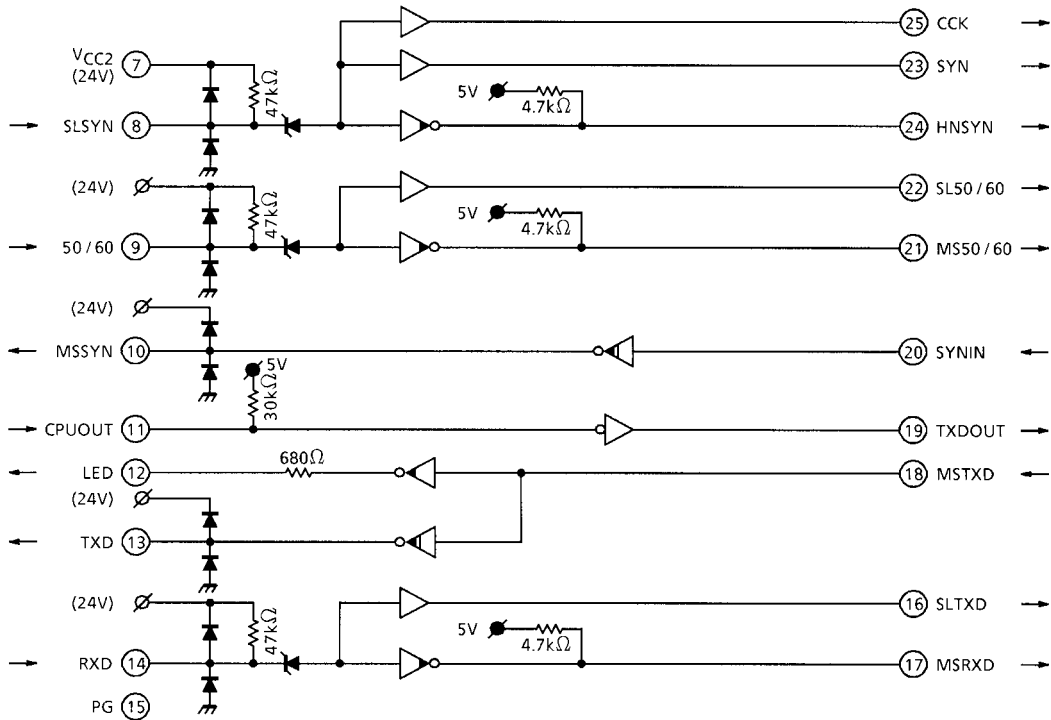 25 CCK
VCC2
(24V) 7
47kΩ
23 SYN
5V
4.7kΩ
SLSYN 8
24 HNSYN
(24V)
47kΩ
22 SL50/60
5V
4.7kΩ
50/60 9
21 MS50/60
(24V)
MSSYN 10
20 SYNIN
5V
30kΩ
CPUOUT 11
19 TXDOUT
680Ω
LED 12
18 MSTXD
(24V)
TXD 13
(24V)
47kΩ
16 SLTXD
5V
4.7kΩ
RXD 14
17 MSRXD
PG 15